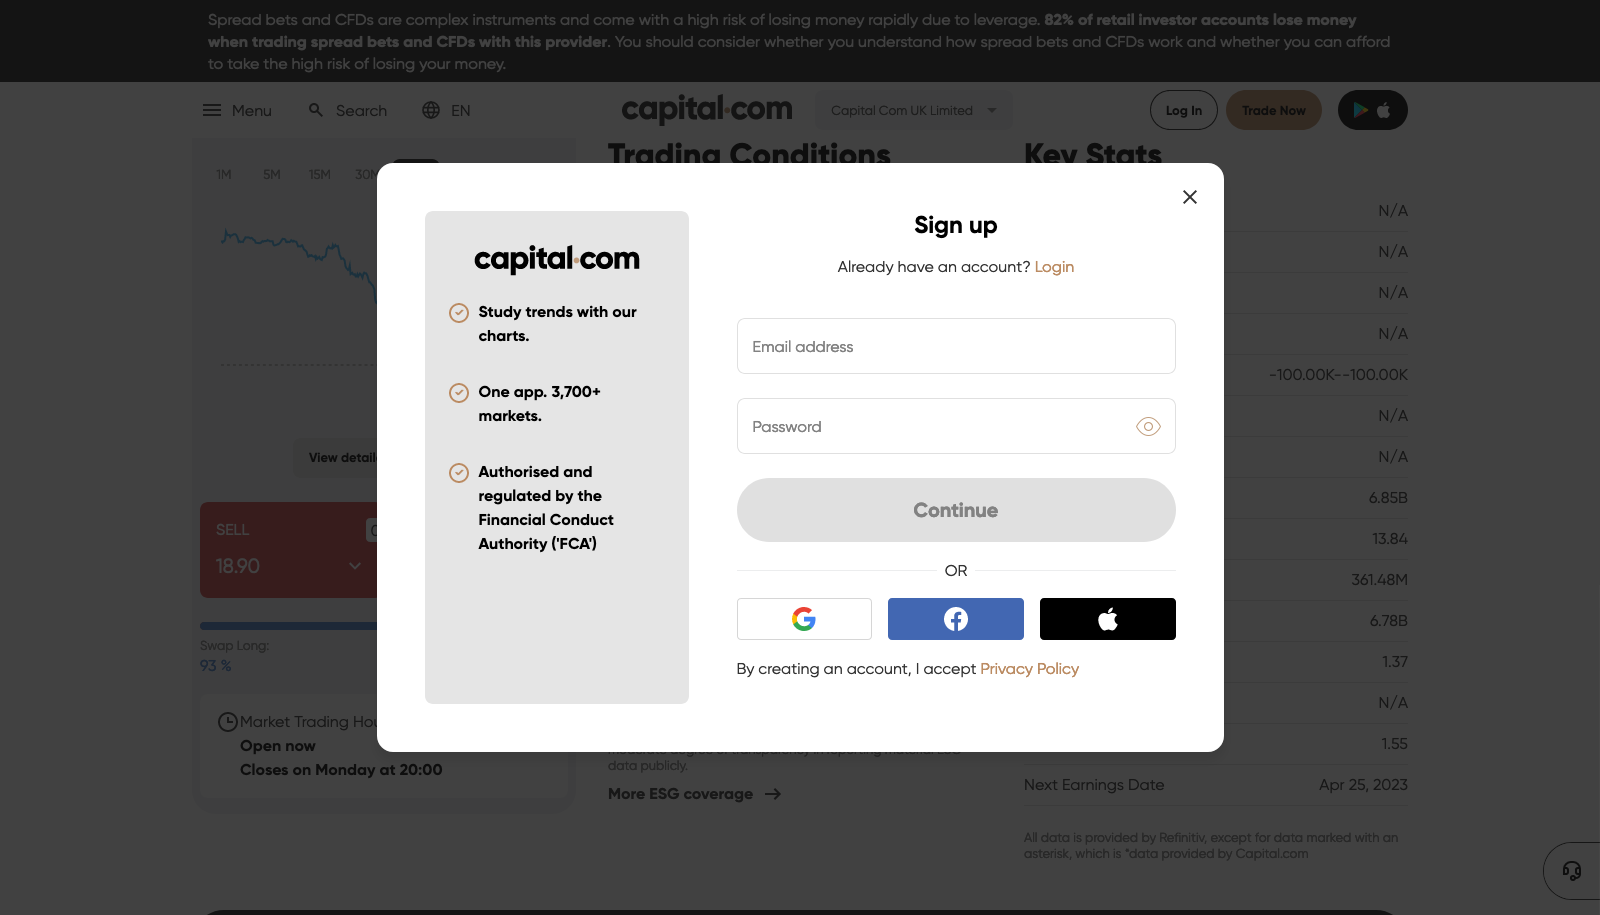 Spread bets and CFDs are complex instruments and come with a high risk of losing money rapidly due to leverage. 82% of retail investor accounts lose money
when trading spread bets and CFDs with this provider. You should consider whether you understand how spread bets and CFDs work and whether you can afford
to take the high risk of losing your money.
Menu Search EN capital.com Capital Com UK Limited Log In Trade Now
Trading Conditions Key Stats
1M 5M 15M
View
SELL
18.90
Swap Long:
93 %
Market Trading
Open now
Closes on Monday at 20:00
capital.com
Study trends with our
charts.
One app. 3,700+
markets.
Authorised and
regulated by the
Financial Conduct
Authority ('FCA')
Sign up
Already have an account? Login
Email address
Password
Continue
OR
By creating an account, I accept Privacy Policy
data publicly.
More ESG coverage
N/A
N/A
N/A
N/A
-100.00K--100.00K
N/A
N/A
6.85B
13.84
361.48M
6.78B
1.37
N/A
1.55
Next Earnings Date Apr 25, 2023
All data is provided by Refinitiv, except for data marked with an
asterisk, which is *data provided by Capital.com